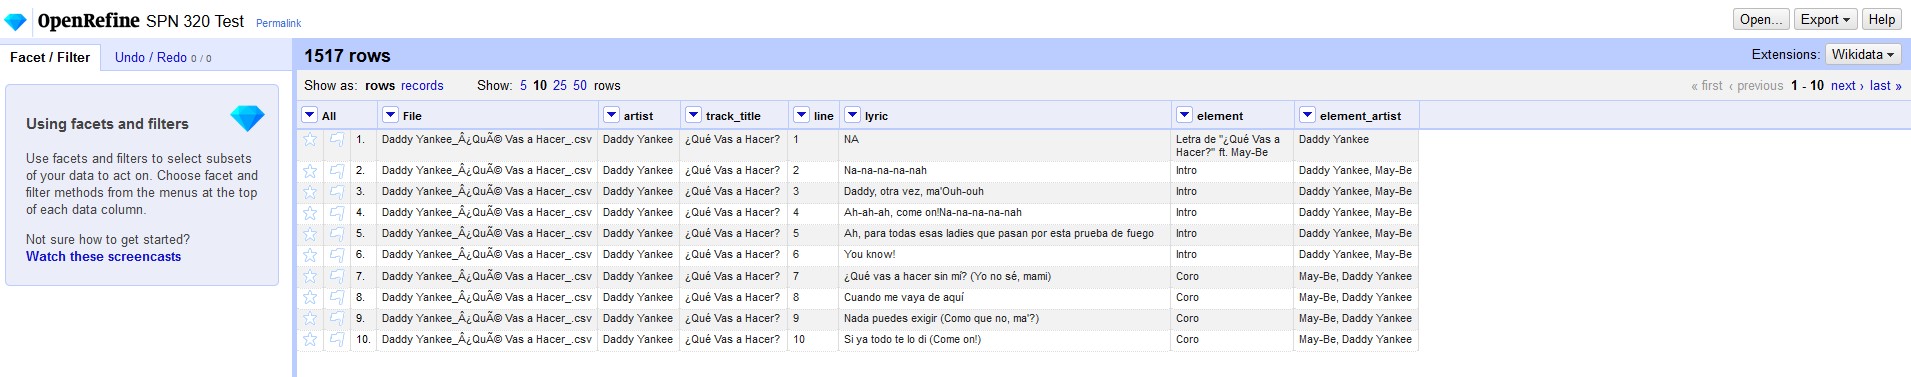 OpenRefine SPN 320 Test Permalink Open... Export Help
Facet / Filter Undo / Redo 0 / 0 1517 rows Extensions: Wikidata
Show as: rows records Show: 5 10 25 50 rows « first ‹ previous 1 - 10 next › last »
Using facets and filters
Use facets and filters to select subsets
of your data to act on. Choose facet and
filter methods from the menus at the top
of each data column.
Not sure how to get started?
Watch these screencasts
All File artist track_title line lyric element element_artist
1. Daddy Yankee_Â¿QuÃ© Vas a Hacer_.csv Daddy Yankee ¿Qué Vas a Hacer? 1 NA Letra de "¿Qué Vas a Daddy Yankee
Hacer?" ft. May-Be
2. Daddy Yankee_Â¿QuÃ© Vas a Hacer_.csv Daddy Yankee ¿Qué Vas a Hacer? 2 Na-na-na-na-nah Intro Daddy Yankee, May-Be
3. Daddy Yankee_Â¿QuÃ© Vas a Hacer_.csv Daddy Yankee ¿Qué Vas a Hacer? 3 Daddy, otra vez, ma'Ouh-ouh Intro Daddy Yankee, May-Be
4. Daddy Yankee_Â¿QuÃ© Vas a Hacer_.csv Daddy Yankee ¿Qué Vas a Hacer? 4 Ah-ah-ah, come on!Na-na-na-na-nah Intro Daddy Yankee, May-Be
5. Daddy Yankee_Â¿QuÃ© Vas a Hacer_.csv Daddy Yankee ¿Qué Vas a Hacer? 5 Ah, para todas esas ladies que pasan por esta prueba de fuego Intro Daddy Yankee, May-Be
6. Daddy Yankee_Â¿QuÃ© Vas a Hacer_.csv Daddy Yankee ¿Qué Vas a Hacer? 6 You know! Intro Daddy Yankee, May-Be
7. Daddy Yankee_Â¿QuÃ© Vas a Hacer_.csv Daddy Yankee ¿Qué Vas a Hacer? 7 ¿Qué vas a hacer sin mí? (Yo no sé, mami) Coro May-Be, Daddy Yankee
8. Daddy Yankee_Â¿QuÃ© Vas a Hacer_.csv Daddy Yankee ¿Qué Vas a Hacer? 8 Cuando me vaya de aquí Coro May-Be, Daddy Yankee
9. Daddy Yankee_Â¿QuÃ© Vas a Hacer_.csv Daddy Yankee ¿Qué Vas a Hacer? 9 Nada puedes exigir (Como que no, ma'?) Coro May-Be, Daddy Yankee
10. Daddy Yankee_Â¿QuÃ© Vas a Hacer_.csv Daddy Yankee ¿Qué Vas a Hacer? 10 Si ya todo te lo di (Come on!) Coro May-Be, Daddy Yankee